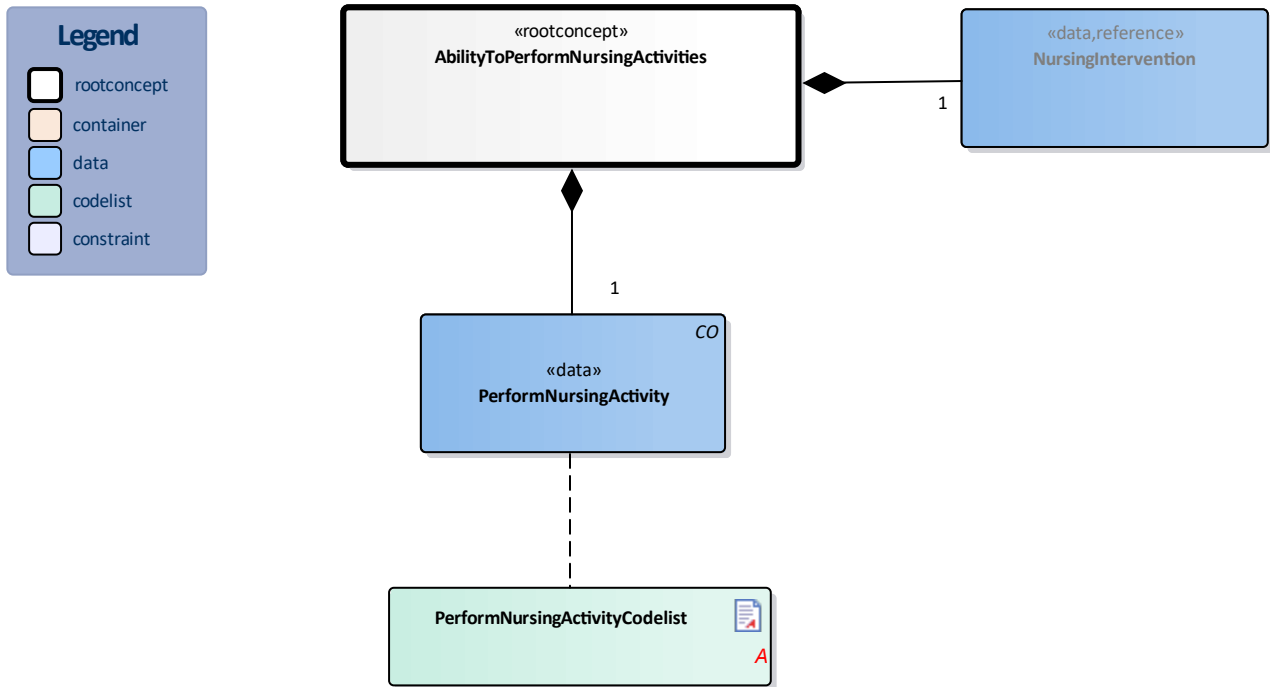 Legend
rootconcept
container
data
codelist
constraint
«rootconcept»
AbilityToPerformNursingActivities
«data,reference»
NursingIntervention
1
1
CO
«data»
PerformNursingActivity
PerformNursingActivityCodelist
A